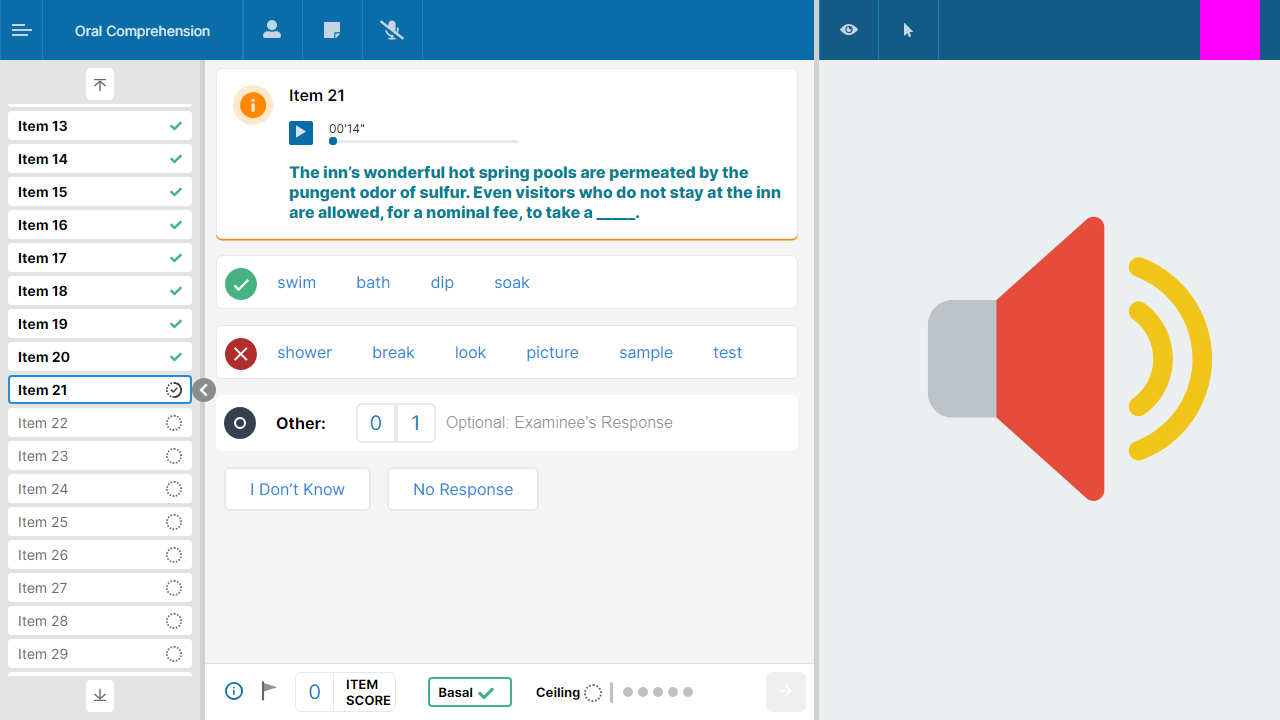 Oral Comprehension
Item 13
Item 14
Item 15
Item 16
Item 17
Item 18
Item 19
Item 20
Item 21
Item 22
Item 23
Item 24
Item 25
Item 26
Item 27
Item 28
Item 29
Item 21
00'14"
The inn’s wonderful hot spring pools are permeated by the
pungent odor of sulfur. Even visitors who do not stay at the inn
are allowed, for a nominal fee, to take a _____.
swim bath dip soak
shower break look picture sample test
Other: 0 1 Optional: Examinee's Response
I Don’t Know No Response
0 ITEM
SCORE
Basal
Ceiling